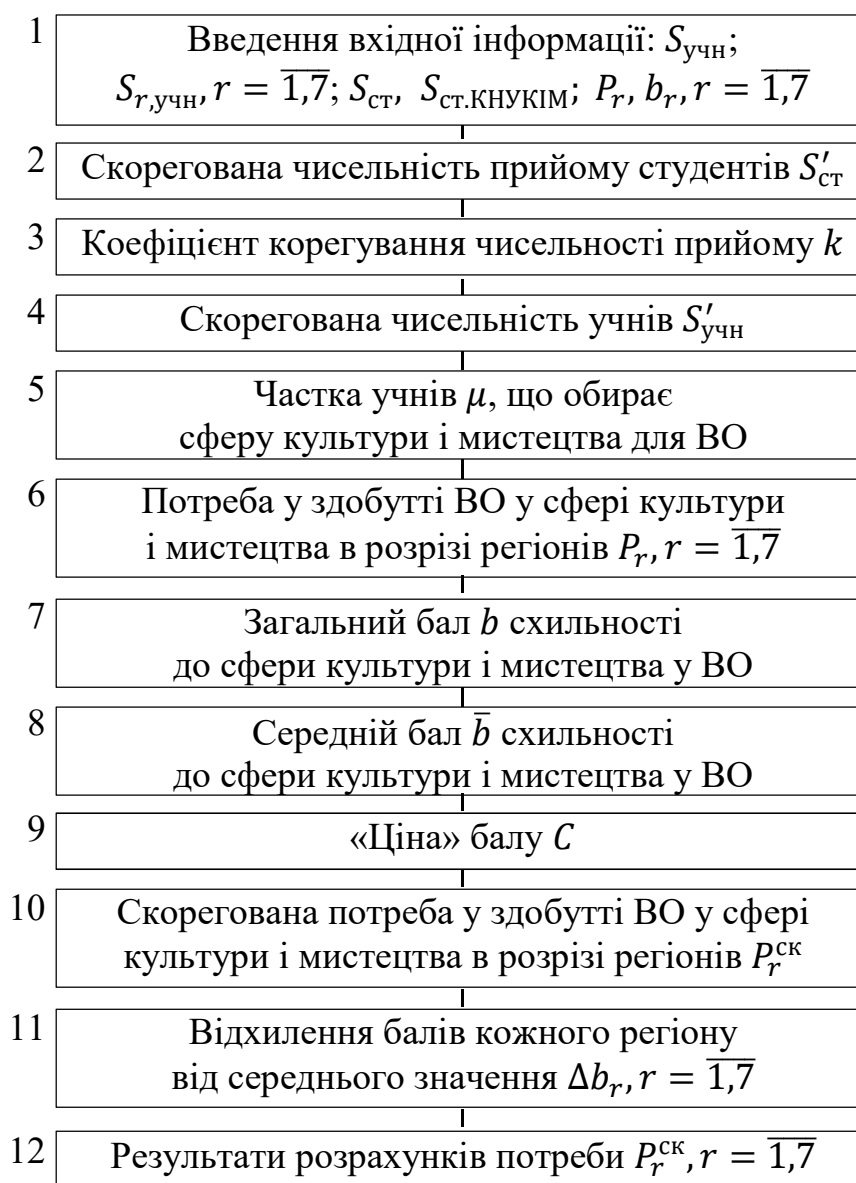 1 Введення вхідної інформації: 𝑆учн;
𝑆𝑟,учн, 𝑟 = 1,7̅; 𝑆ст, 𝑆ст.КНУКІМ; 𝑃𝑟, 𝑏𝑟, 𝑟 = 1,7̅
2 Скорегована чисельність прийому студентів 𝑆′ст
3 Коефіцієнт корегування чисельності прийому 𝑘
4 Скорегована чисельність учнів 𝑆′учн
5 Частка учнів 𝜇, що обирає
сферу культури і мистецтва для ВО
6 Потреба у здобутті ВО у сфері культури
і мистецтва в розрізі регіонів 𝑃𝑟, 𝑟 = 1,7̅
7 Загальний бал 𝑏 схильності
до сфери культури і мистецтва у ВО
8 Середній бал 𝑏̅ схильності
до сфери культури і мистецтва у ВО
9 «Ціна» балу 𝐶
10 Скорегована потреба у здобутті ВО у сфері
культури і мистецтва в розрізі регіонів 𝑃𝑟ск
11 Відхилення балів кожного регіону
від середнього значення Δ𝑏𝑟, 𝑟 = 1,7̅
12 Результати розрахунків потреби 𝑃𝑟ск, 𝑟 = 1,7̅